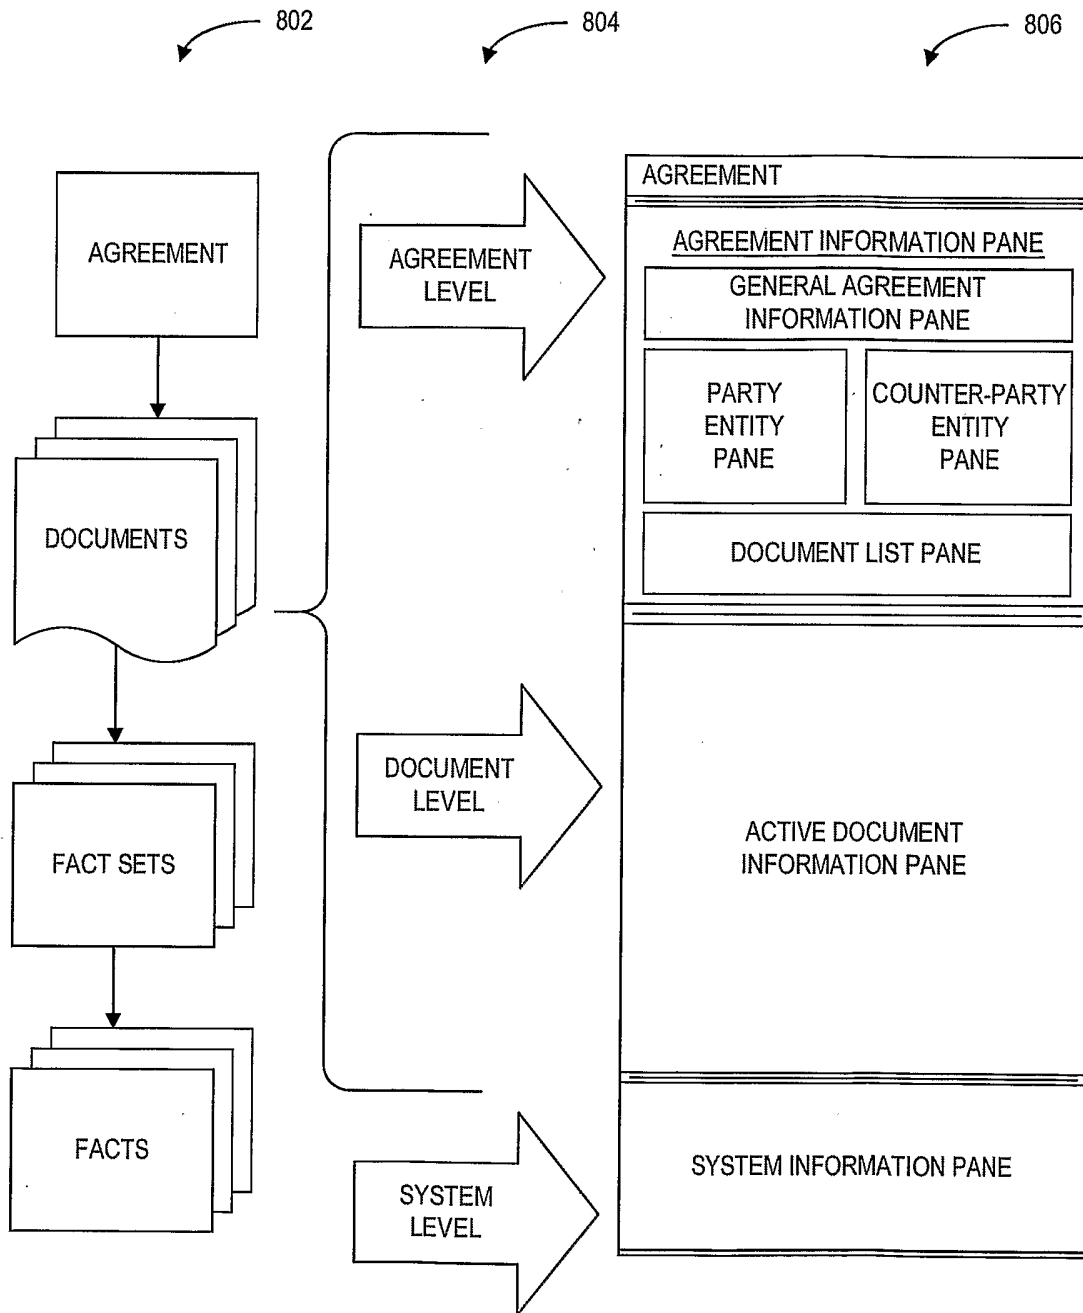 802
804
806
AGREEMENT
DOCUMENTS
FACT SETS
FACTS
AGREEMENT
LEVEL
DOCUMENT
LEVEL
SYSTEM
LEVEL
AGREEMENT
AGREEMENT INFORMATION PANE
GENERAL AGREEMENT
INFORMATION PANE
PARTY
ENTITY
PANE
COUNTER-PARTY
ENTITY
PANE
DOCUMENT LIST PANE
ACTIVE DOCUMENT
INFORMATION PANE
SYSTEM INFORMATION PANE